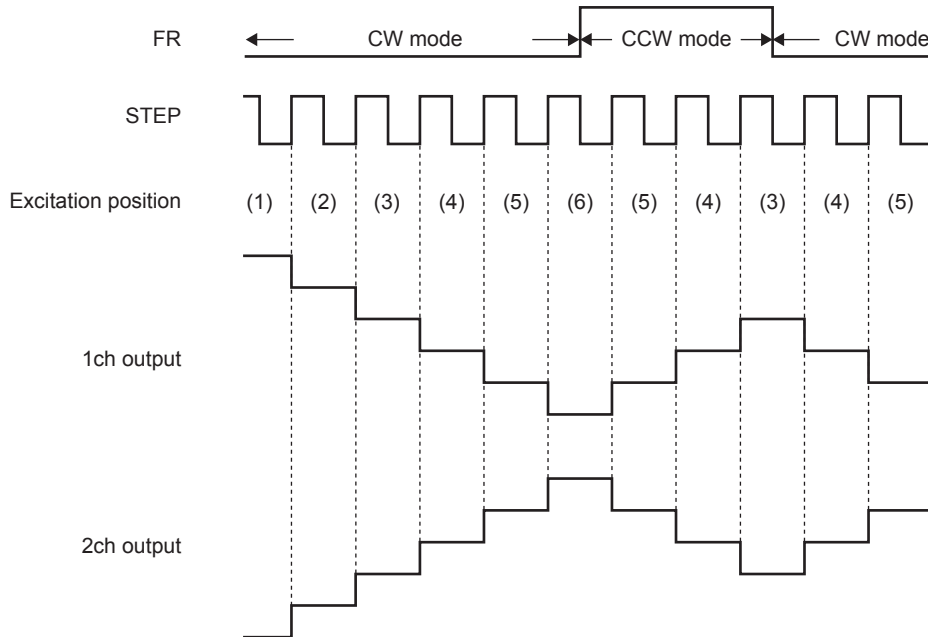 FR CW mode CCW mode CW mode
STEP
Excitation position (1) (2) (3) (4) (5) (6) (5) (4) (3) (4) (5)
1ch output
2ch output